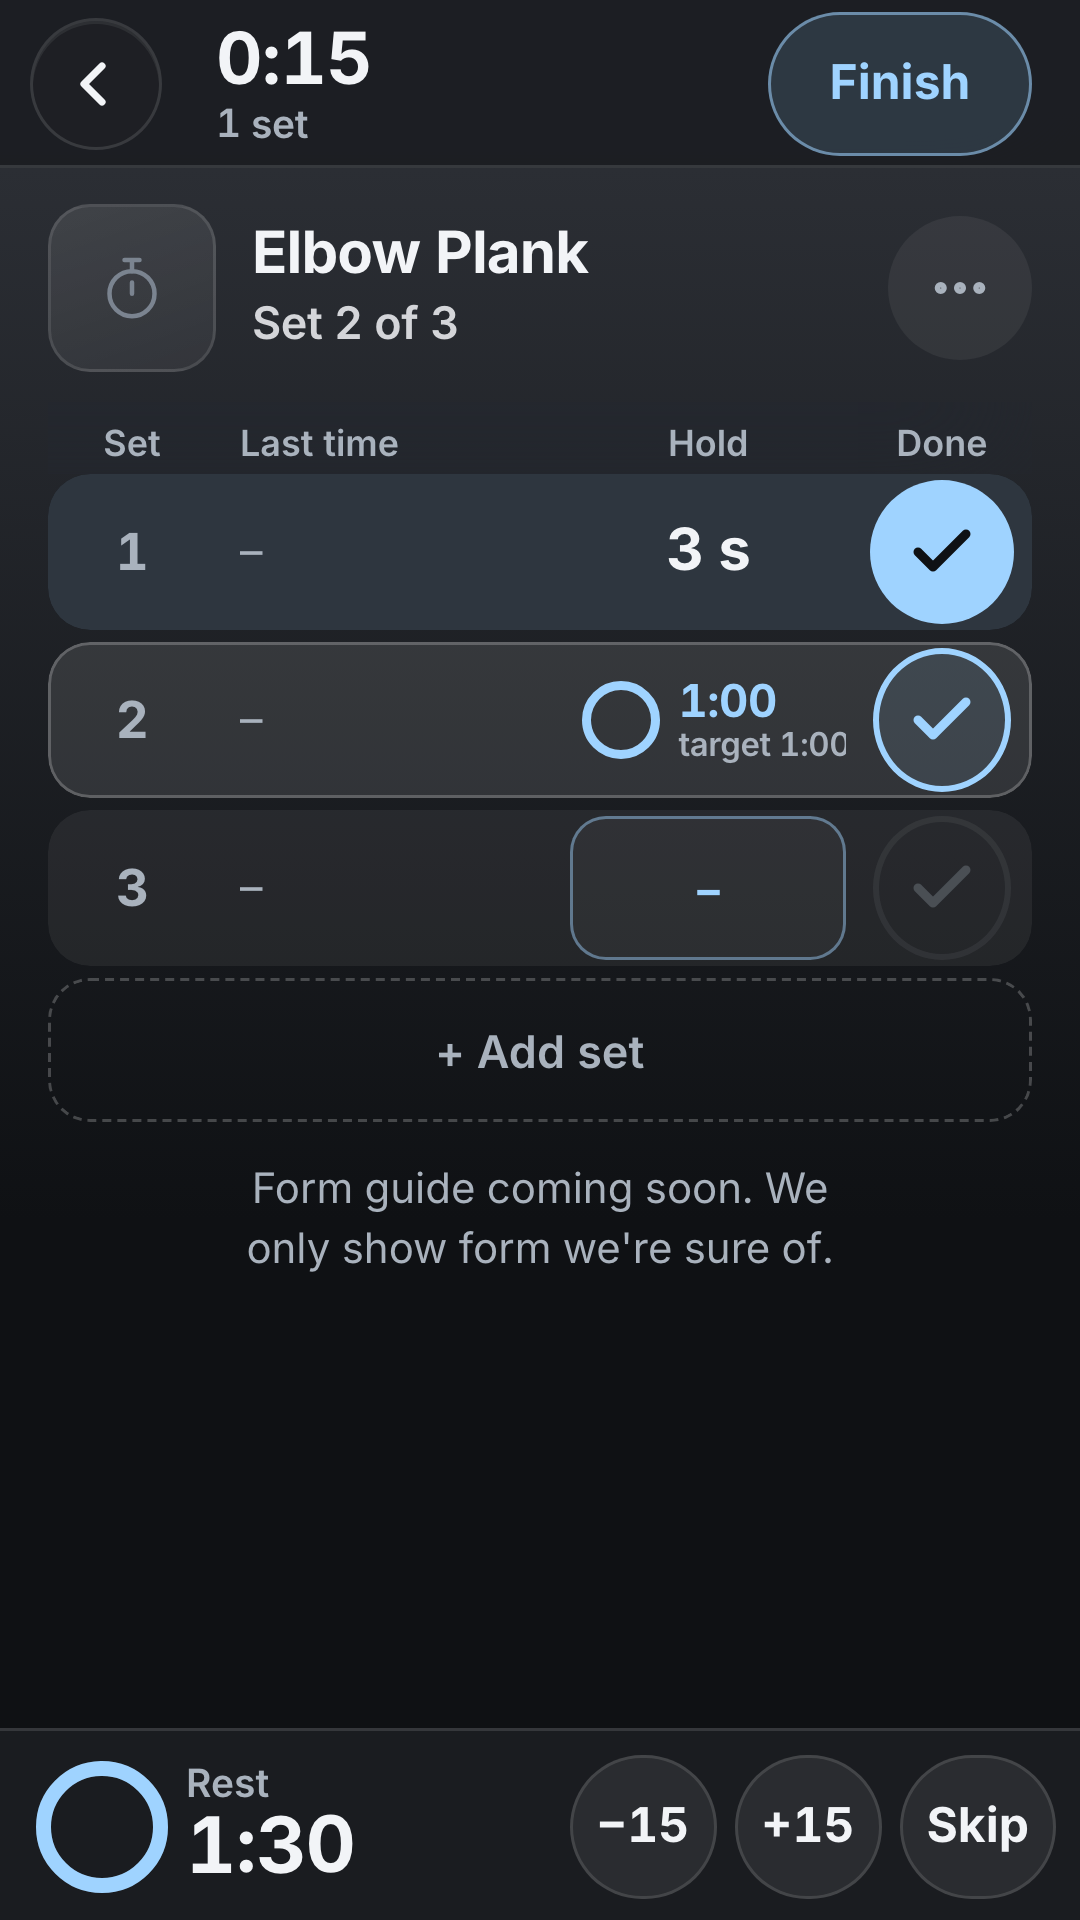 0:15
1 set
Finish
Elbow Plank
Set 2 of 3
Set Last time Hold Done
1 – 3 s
2 – 1:00
target 1:00
3 – –
+ Add set
Form guide coming soon. We
only show form we're sure of.
Rest
1:30
−15 +15 Skip